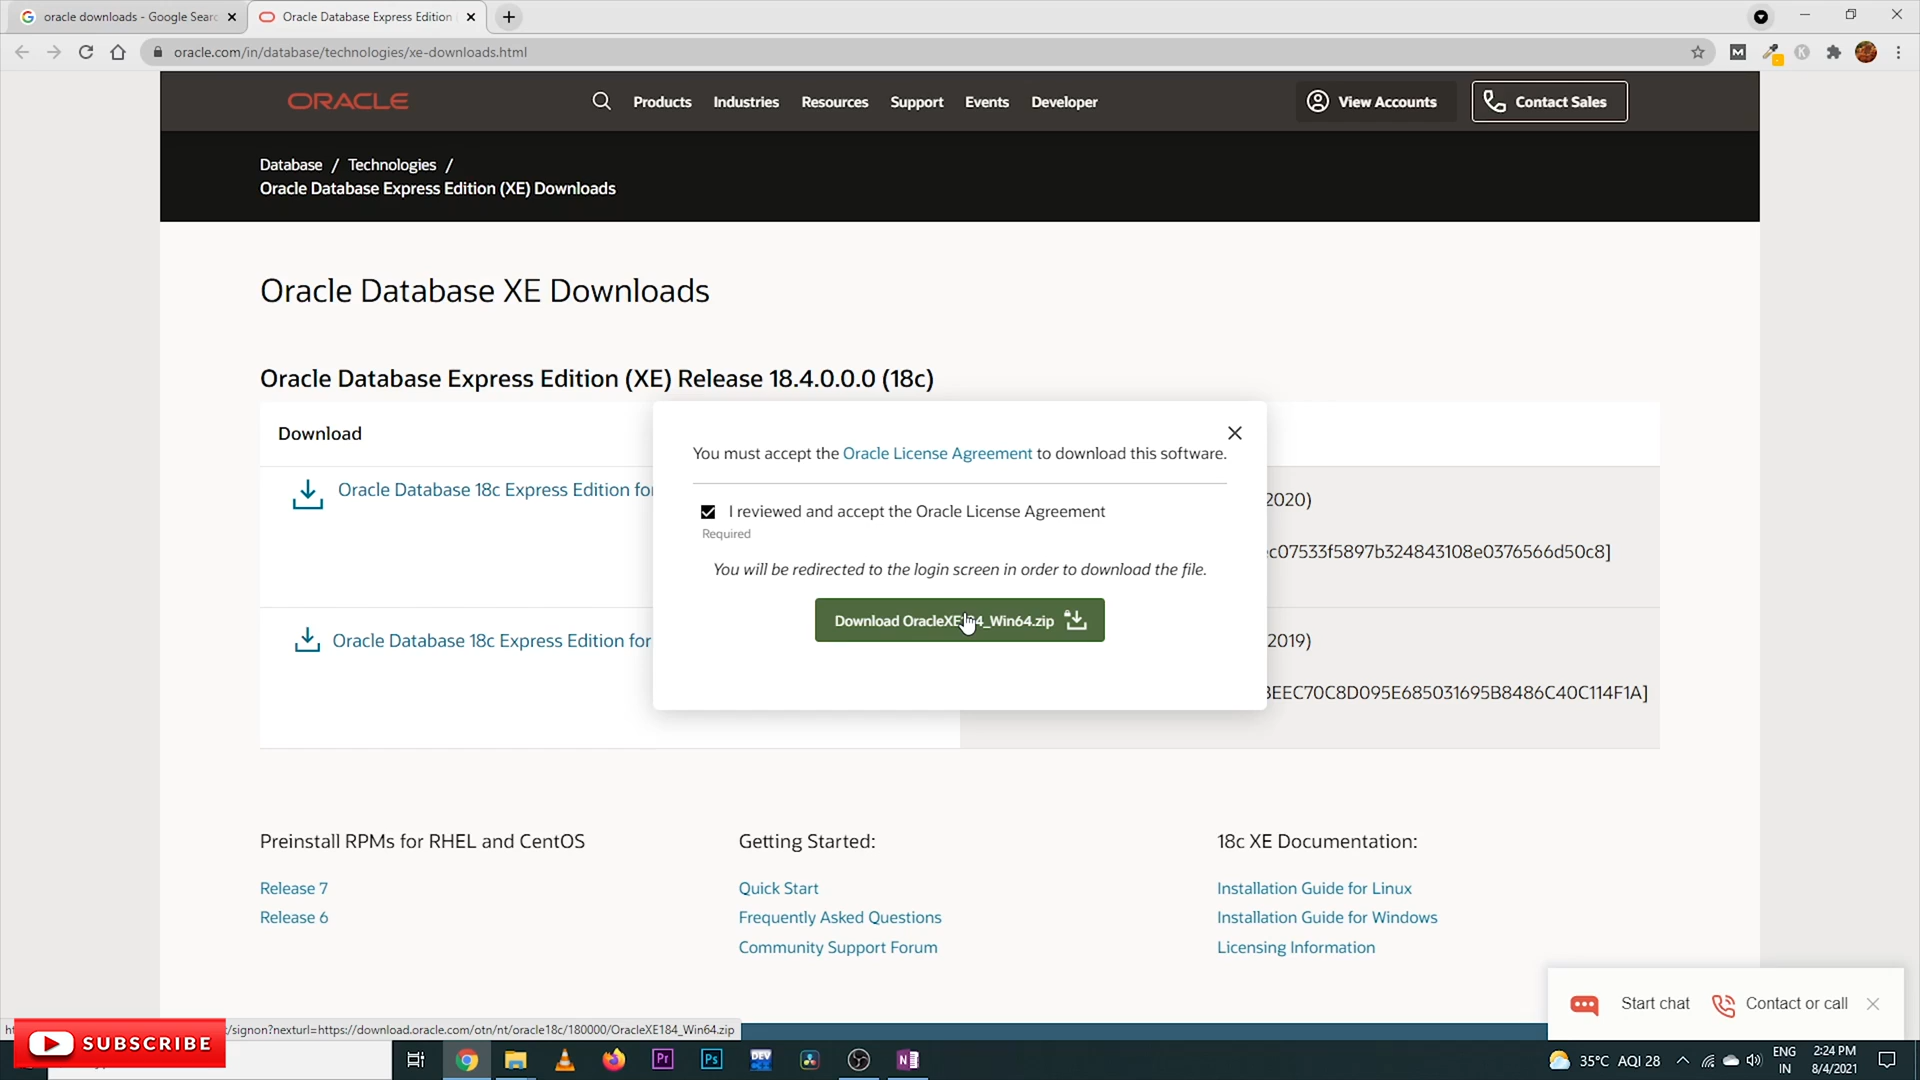 oracle downloads - Google Sear
Oracle Database Express Edition
oracle.com/in/database/technologies/xe-downloads.html
M
K
ORACLE
Products
Industries
Resources
Support
Events
Developer
View Accounts
Contact Sales
Database / Technologies /
Oracle Database Express Edition (XE) Downloads
Oracle Database XE Downloads
Oracle Database Express Edition (XE) Release 18.4.0.0.0 (18c)
Download
You must accept the Oracle License Agreement to download this software.
Oracle Database 18c Express Edition for
2020)
I reviewed and accept the Oracle License Agreement
Required
c07533f5897b324843108e0376566d50c8]
You will be redirected to the login screen in order to download the file.
Download OracleXE184_Win64.zip
Oracle Database 18c Express Edition for
2019)
EEC70C8D095E685031695B8486C40C114F1A]
Preinstall RPMs for RHEL and CentOS
Release 7
Release 6
Getting Started:
Quick Start
Frequently Asked Questions
Community Support Forum
18c XE Documentation:
Installation Guide for Linux
Installation Guide for Windows
Licensing Information
Start chat
Contact or call
/signon?nexturl=https://download.oracle.com/otn/nt/oracle18c/180000/OracleXE184_Win64.zip
SUBSCRIBE
Pr
Ps
DEV
N
35°C AQI 28
ENG
IN
2:24 PM
8/4/2021